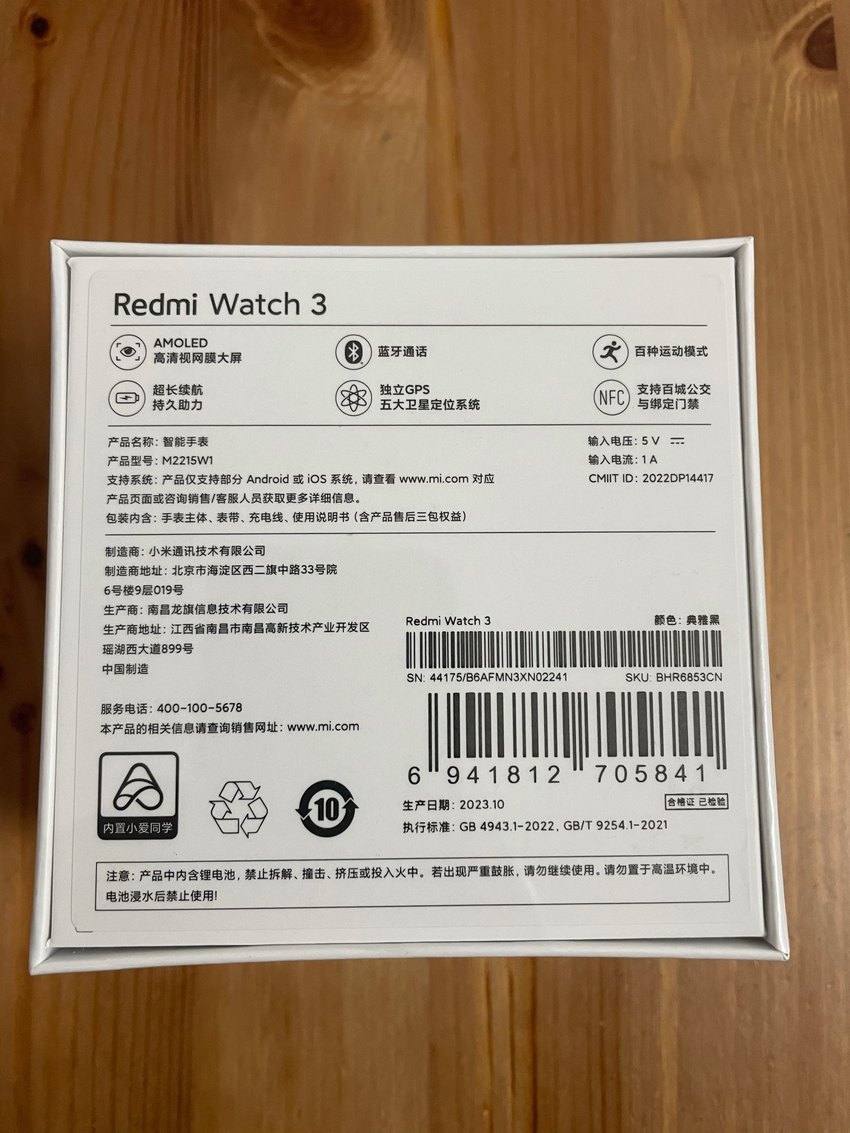 Redmi Watch 3
AMOLED
高清视网膜大屏
蓝牙通话
百种运动模式
超长续航
持久助力
独立GPS
五大卫星定位系统
NFC
支持百城公交
与绑定门禁
产品名称：智能手表
产品型号：M2215W1
支持系统：产品仅支持部分 Android 或 iOS 系统，请查看 www.mi.com 对应
产品页面或咨询销售/客服人员获取更多详细信息。
包装内含：手表主体、表带、充电线、使用说明书（含产品售后三包权益）
输入电压：5 V ⎓
输入电流：1 A
CMIIT ID：2022DP14417
制造商：小米通讯技术有限公司
制造商地址：北京市海淀区西二旗中路33号院
6号楼9层019号
生产商：南昌龙旗信息技术有限公司
生产商地址：江西省南昌市南昌高新技术产业开发区
瑶湖西大道899号
中国制造
服务电话：400-100-5678
本产品的相关信息请查询销售网址：www.mi.com
内置小爱同学
10
Redmi Watch 3 颜色：典雅黑
SN: 44175/B6AFMN3XN02241 SKU: BHR6853CN
6 941812 705841
生产日期：2023.10
合格证 已检验
执行标准：GB 4943.1-2022, GB/T 9254.1-2021
注意：产品中内含锂电池，禁止拆解、撞击、挤压或投入火中。若出现严重鼓胀，请勿继续使用。请勿置于高温环境中。
电池浸水后禁止使用!